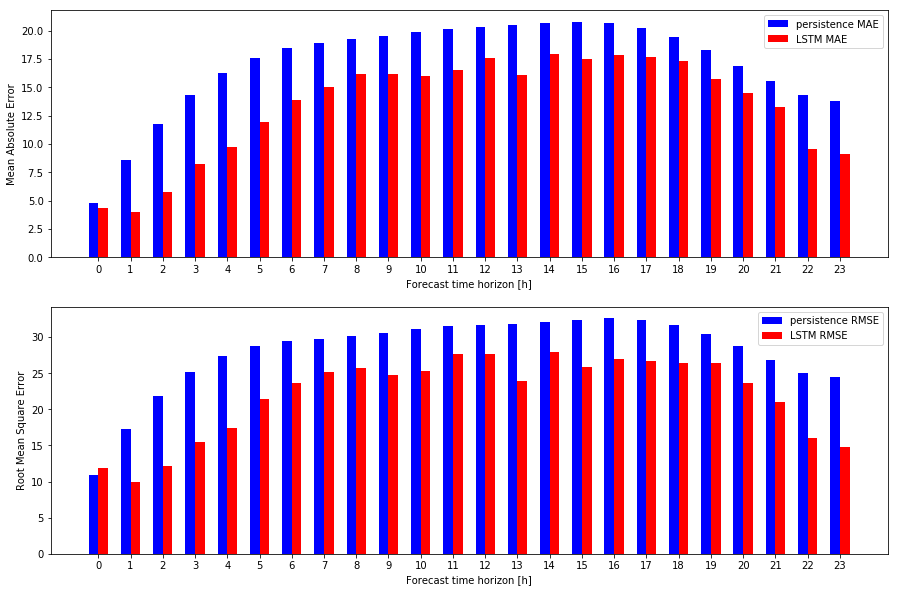 persistence MAE
LSTM MAE
Mean Absolute Error
20.0
17.5
15.0
12.5
10.0
7.5
5.0
2.5
0.0
0 1 2 3 4 5 6 7 8 9 10 11 12 13 14 15 16 17 18 19 20 21 22 23
Forecast time horizon [h]
persistence RMSE
LSTM RMSE
Root Mean Square Error
30
25
20
15
10
5
0
0 1 2 3 4 5 6 7 8 9 10 11 12 13 14 15 16 17 18 19 20 21 22 23
Forecast time horizon [h]